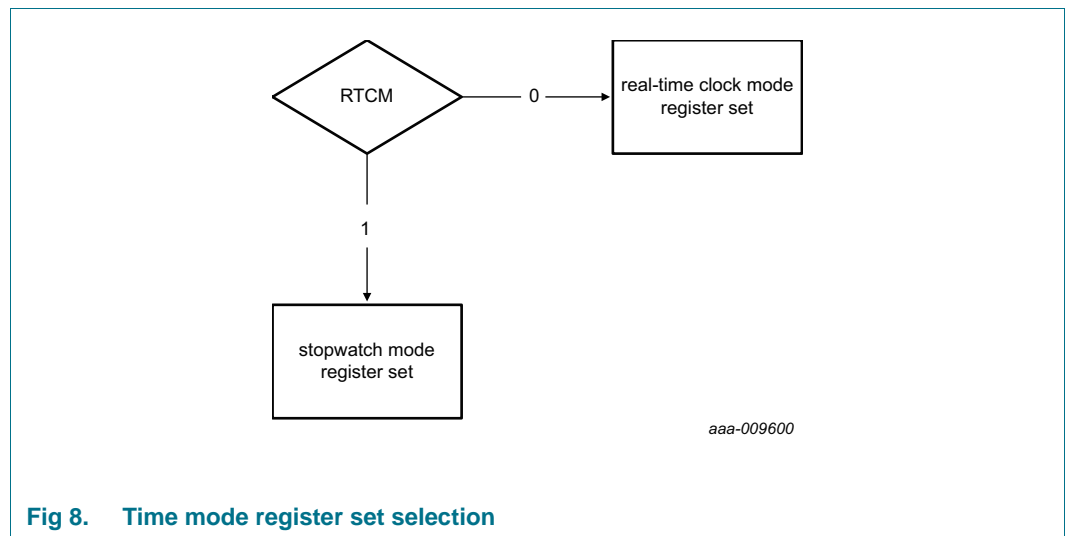 RTCM
0
real-time clock mode
register set
1
stopwatch mode
register set
aaa-009600
Fig 8. Time mode register set selection